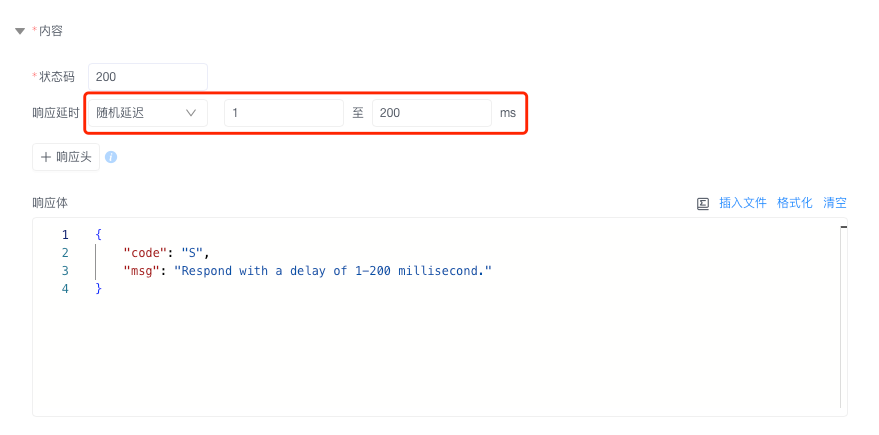 *内容
*状态码 200
响应延时 随机延迟 1 至 200 ms
+ 响应头 i
响应体 插入文件 格式化 清空
1 {
2 "code": "S",
3 "msg": "Respond with a delay of 1-200 millisecond."
4 }